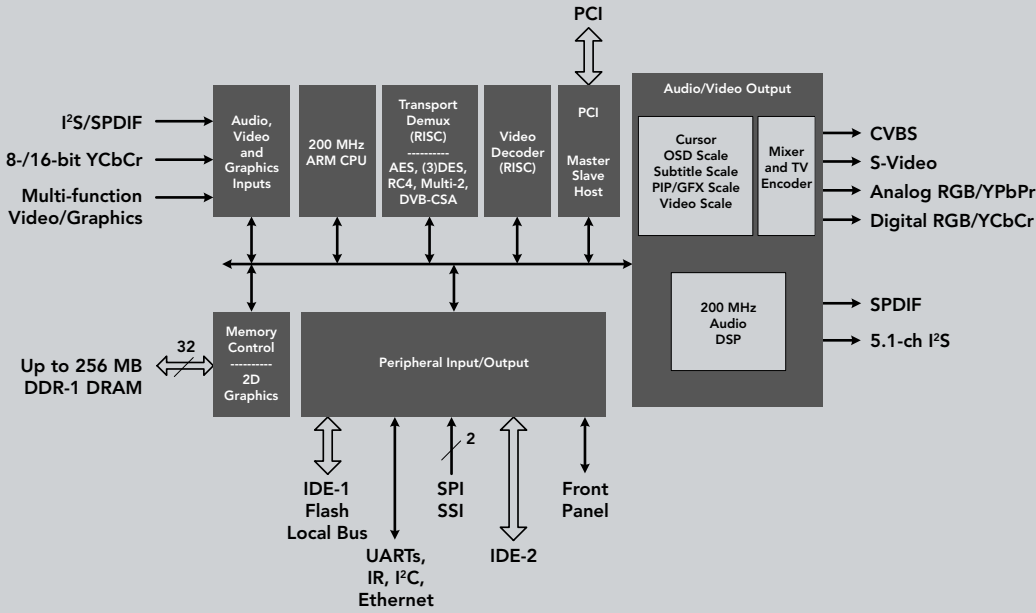 PCI
I²S/SPDIF
8-/16-bit YCbCr
Multi-function
Video/Graphics
Audio,
Video
and
Graphics
Inputs
200 MHz
ARM CPU
Transport
Demux
(RISC)
----------
AES, (3)DES,
RC4, Multi-2,
DVB-CSA
Video
Decoder
(RISC)
PCI
Master
Slave
Host
Audio/Video Output
Cursor
OSD Scale
Subtitle Scale
PIP/GFX Scale
Video Scale
Mixer
and TV
Encoder
CVBS
S-Video
Analog RGB/YPbPr
Digital RGB/YCbCr
200 MHz
Audio
DSP
SPDIF
5.1-ch I²S
Up to 256 MB
DDR-1 DRAM
32
Memory
Control
----------
2D
Graphics
Peripheral Input/Output
IDE-1
Flash
Local Bus
UARTs,
IR, I²C,
Ethernet
2
SPI
SSI
IDE-2
Front
Panel